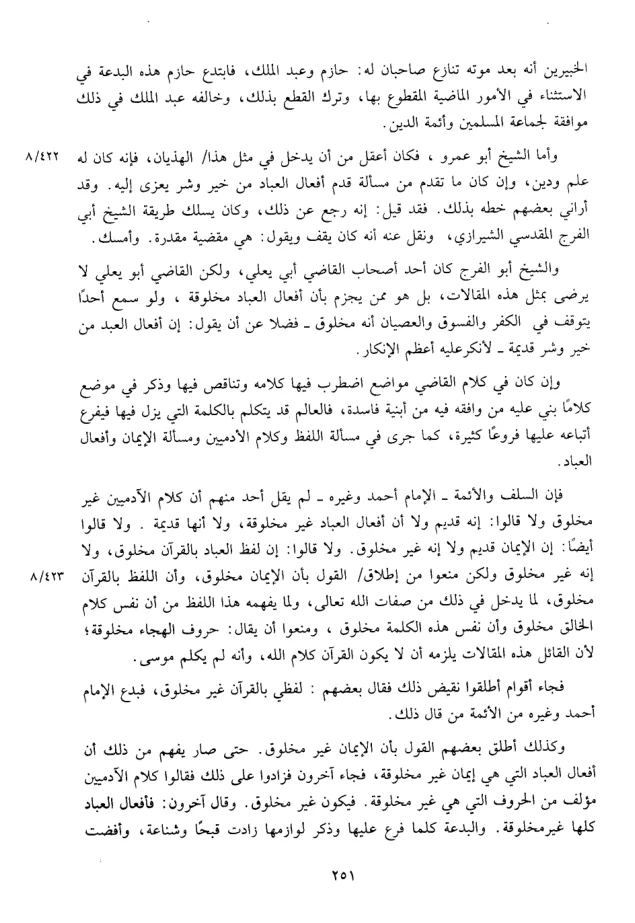 الخبيرين أنه بعد موته تنازع صاحبان له: حازم وعبد الملك، فابتدع حازم هذه البدعة في
الاستثناء في الأمور الماضية المقطوع بها، وترك القطع بذلك، وخالفه عبد الملك في ذلك
موافقة لجماعة المسلمين وأئمة الدين.
وأما الشيخ أبو عمرو ، فكان أعقل من أن يدخل في مثل هذا/ الهذيان، فإنه كان له ٨/٤٢٢
علم ودين، وإن كان ما تقدم من مسألة قدم أفعال العباد من خير وشر يعزى إليه. وقد
أراني بعضهم خطه بذلك. فقد قيل: إنه رجع عن ذلك، وكان يسلك طريقة الشيخ أبي
الفرج المقدسي الشيرازي، ونقل عنه أنه كان يقف ويقول: هي مقضية مقدرة. وأمسك.
والشيخ أبو الفرج كان أحد أصحاب القاضي أبي يعلي، ولكن القاضي أبو يعلي لا
يرضى بمثل هذه المقالات، بل هو ممن يجزم بأن أفعال العباد مخلوقة ، ولو سمع أحدًا
يتوقف في الكفر والفسوق والعصيان أنه مخلوق ـ فضلا عن أن يقول: إن أفعال العبد من
خير وشر قديمة ـ لأنكرعليه أعظم الإنكار.
وإن كان في كلام القاضي مواضع اضطرب فيها كلامه وتناقص فيها وذكر في موضع
كلامًا بني عليه من وافقه فيه من أبنية فاسدة، فالعالم قد يتكلم بالكلمة التي يزل فيها فيفرع
أتباعه عليها فروعًا كثيرة، كما جرى في مسألة اللفظ وكلام الآدميين ومسألة الإيمان وأفعال
العباد.
فإن السلف والأئمة ـ الإمام أحمد وغيره ـ لم يقل أحد منهم أن كلام الآدميين غير
مخلوق ولا قالوا: إنه قديم ولا أن أفعال العباد غير مخلوقة، ولا أنها قديمة . ولا قالوا
أيضًا: إن الإيمان قديم ولا إنه غير مخلوق. ولا قالوا: إن لفظ العباد بالقرآن مخلوق، ولا
إنه غير مخلوق ولكن منعوا من إطلاق/ القول بأن الإيمان مخلوق، وأن اللفظ بالقرآن ٨/٤٢٣
مخلوق، لما يدخل في ذلك من صفات الله تعالى، ولما يفهمه هذا اللفظ من أن نفس كلام
الخالق مخلوق وأن نفس هذه الكلمة مخلوق ، ومنعوا أن يقال: حروف الهجاء مخلوقة؛
لأن القائل هذه المقالات يلزمه أن لا يكون القرآن كلام الله، وأنه لم يكلم موسى.
فجاء أقوام أطلقوا نقيض ذلك فقال بعضهم : لفظي بالقرآن غير مخلوق، فبدع الإمام
أحمد وغيره من الأئمة من قال ذلك.
وكذلك أطلق بعضهم القول بأن الإيمان غير مخلوق. حتى صار يفهم من ذلك أن
أفعال العباد التي هي إيمان غير مخلوقة، فجاء آخرون فزادوا على ذلك فقالوا كلام الآدميين
مؤلف من الحروف التي هي غير مخلوقة. فيكون غير مخلوق. وقال آخرون: فأفعال العباد
كلها غيرمخلوقة. والبدعة كلما فرع عليها وذكر لوازمها زادت قبحًا وشناعة، وأفضت
٢٥١